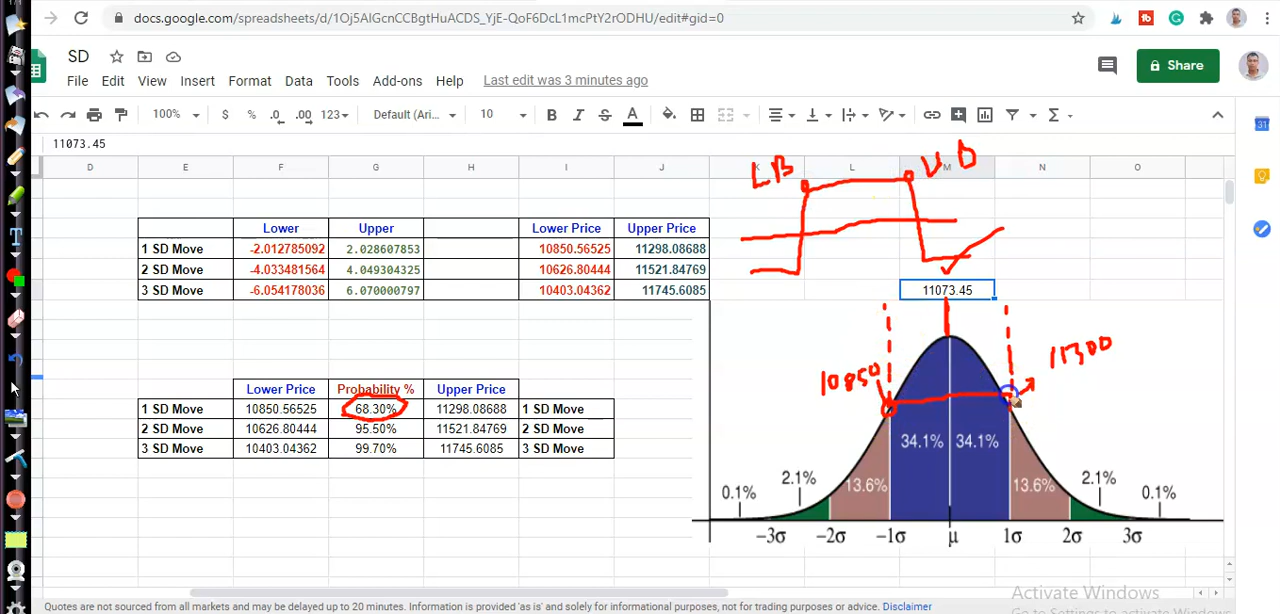 docs.google.com/spreadsheets/d/1Oj5AlGcnCCBgtHuACDS_YjE-QoF6DcL1mcPtY2rODHU/edit#gid=0
SD
File Edit View Insert Format Data Tools Add-ons Help Last edit was 3 minutes ago
Share
100% $ % .0 .00 123 Default (Ari... 10 B I S A
11073.45
D E F G H I J K L M N O
LB UB
Lower Upper Lower Price Upper Price
1 SD Move -2.012785092 2.028607853 10850.56525 11298.08688
2 SD Move -4.033481564 4.049304325 10626.80444 11521.84769
3 SD Move -6.054178036 6.070000797 10403.04362 11745.6085
11073.45
10850 11300
Lower Price Probability % Upper Price
1 SD Move 10850.56525 68.30% 11298.08688 1 SD Move
2 SD Move 10626.80444 95.50% 11521.84769 2 SD Move
3 SD Move 10403.04362 99.70% 11745.6085 3 SD Move
34.1% 34.1%
0.1% 2.1% 13.6% 13.6% 2.1% 0.1%
−3σ −2σ −1σ μ 1σ 2σ 3σ
Activate Windows
Go to Settings to activate Windows.
Quotes are not sourced from all markets and may be delayed up to 20 minutes. Information is provided 'as is' and solely for informational purposes, not for trading purposes or advice. Disclaimer